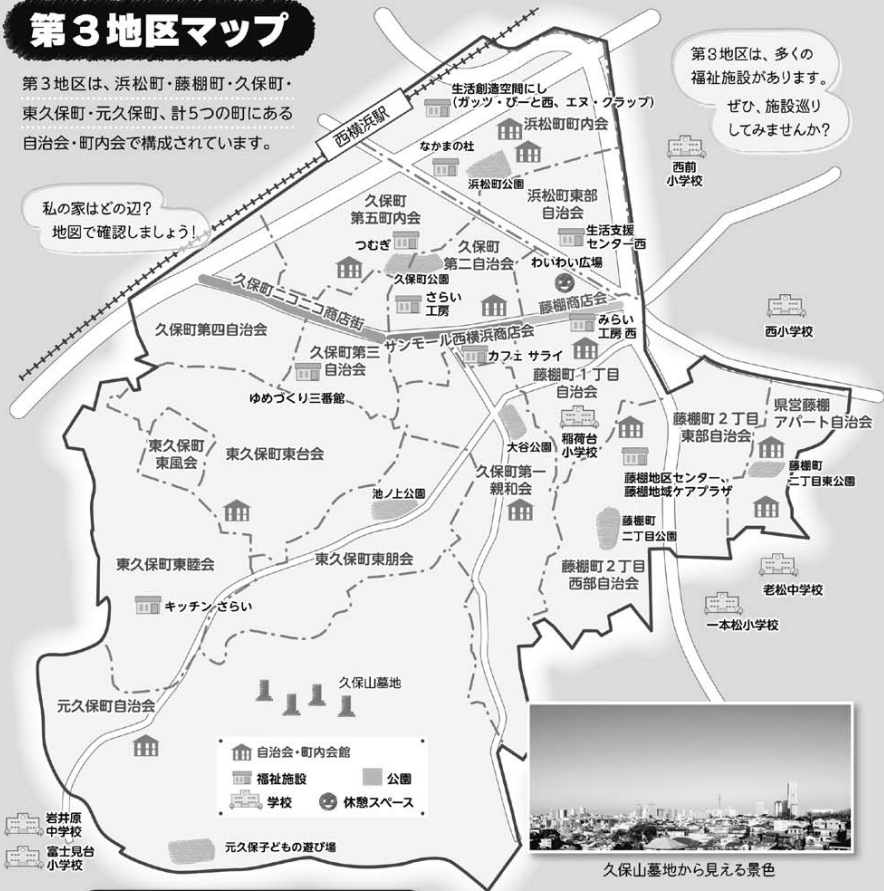 第3地区マップ
第3地区は、浜松町・藤棚町・久保町・
東久保町・元久保町、計5つの町にある
自治会・町内会で構成されています。
私の家はどの辺？
地図で確認しましょう！
第3地区は、多くの
福祉施設があります。
ぜひ、施設巡り
してみませんか？
西横浜駅
生活創造空間にし
(ガッツ・びーと西、エヌ・クラップ)
浜松町町内会
なかまの杜
浜松町公園
西前
小学校
浜松町東部
自治会
久保町
第五町内会
つむぎ
久保町
第二自治会
生活支援
センター西
わいわい広場
久保町公園
久保町ニコニコ商店街
さらい
工房
藤棚商店会
みらい
工房 西
西小学校
久保町第四自治会
サンモール西横浜商店会
久保町第三
自治会
カフェ サライ
藤棚町1丁目
自治会
ゆめづくり三番館
大谷公園
稲荷台
小学校
藤棚町2丁目
東部自治会
県営藤棚
アパート自治会
東久保町
東風会
東久保町東台会
久保町第一
親和会
藤棚地区センター、
藤棚地域ケアプラザ
藤棚町
二丁目東公園
池ノ上公園
藤棚町
二丁目公園
東久保町東睦会
東久保町東朋会
藤棚町2丁目
西部自治会
老松中学校
一本松小学校
キッチン さらい
久保山墓地
元久保町自治会
自治会・町内会館
福祉施設
公園
学校
休憩スペース
岩井原
中学校
富士見台
小学校
元久保子どもの遊び場
久保山墓地から見える景色